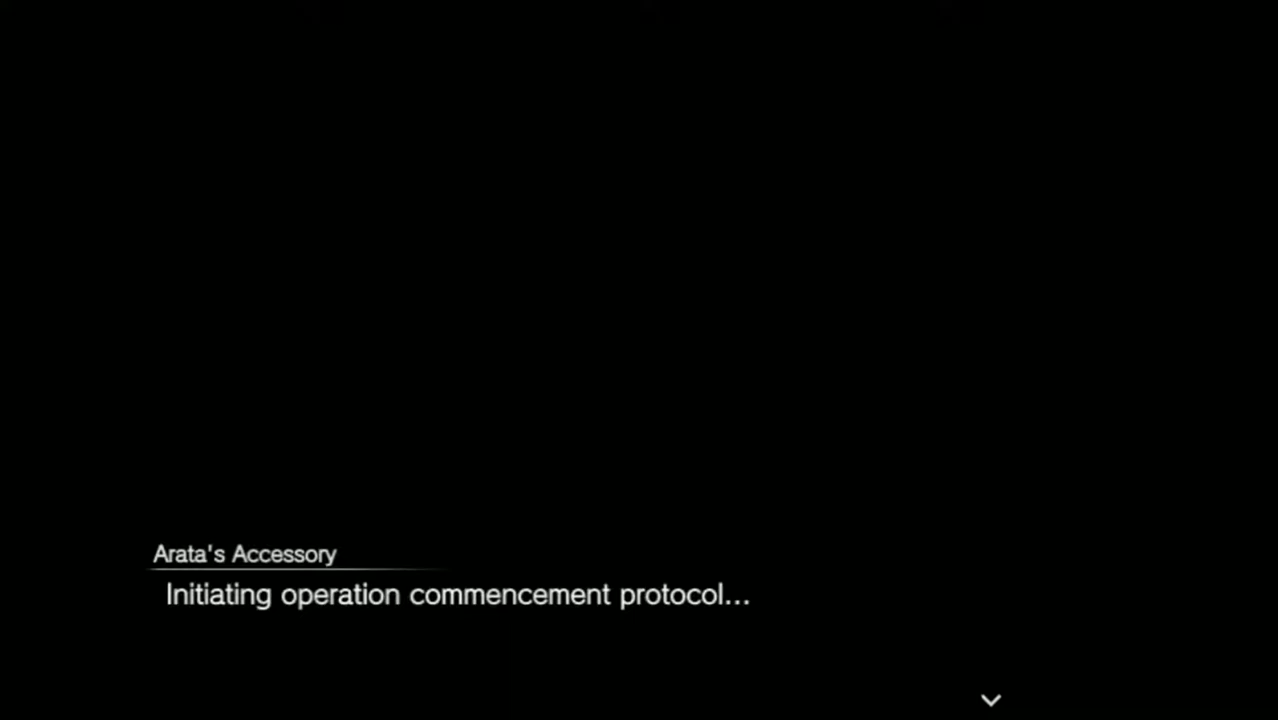 Arata's Accessory
Initiating operation commencement protocol...